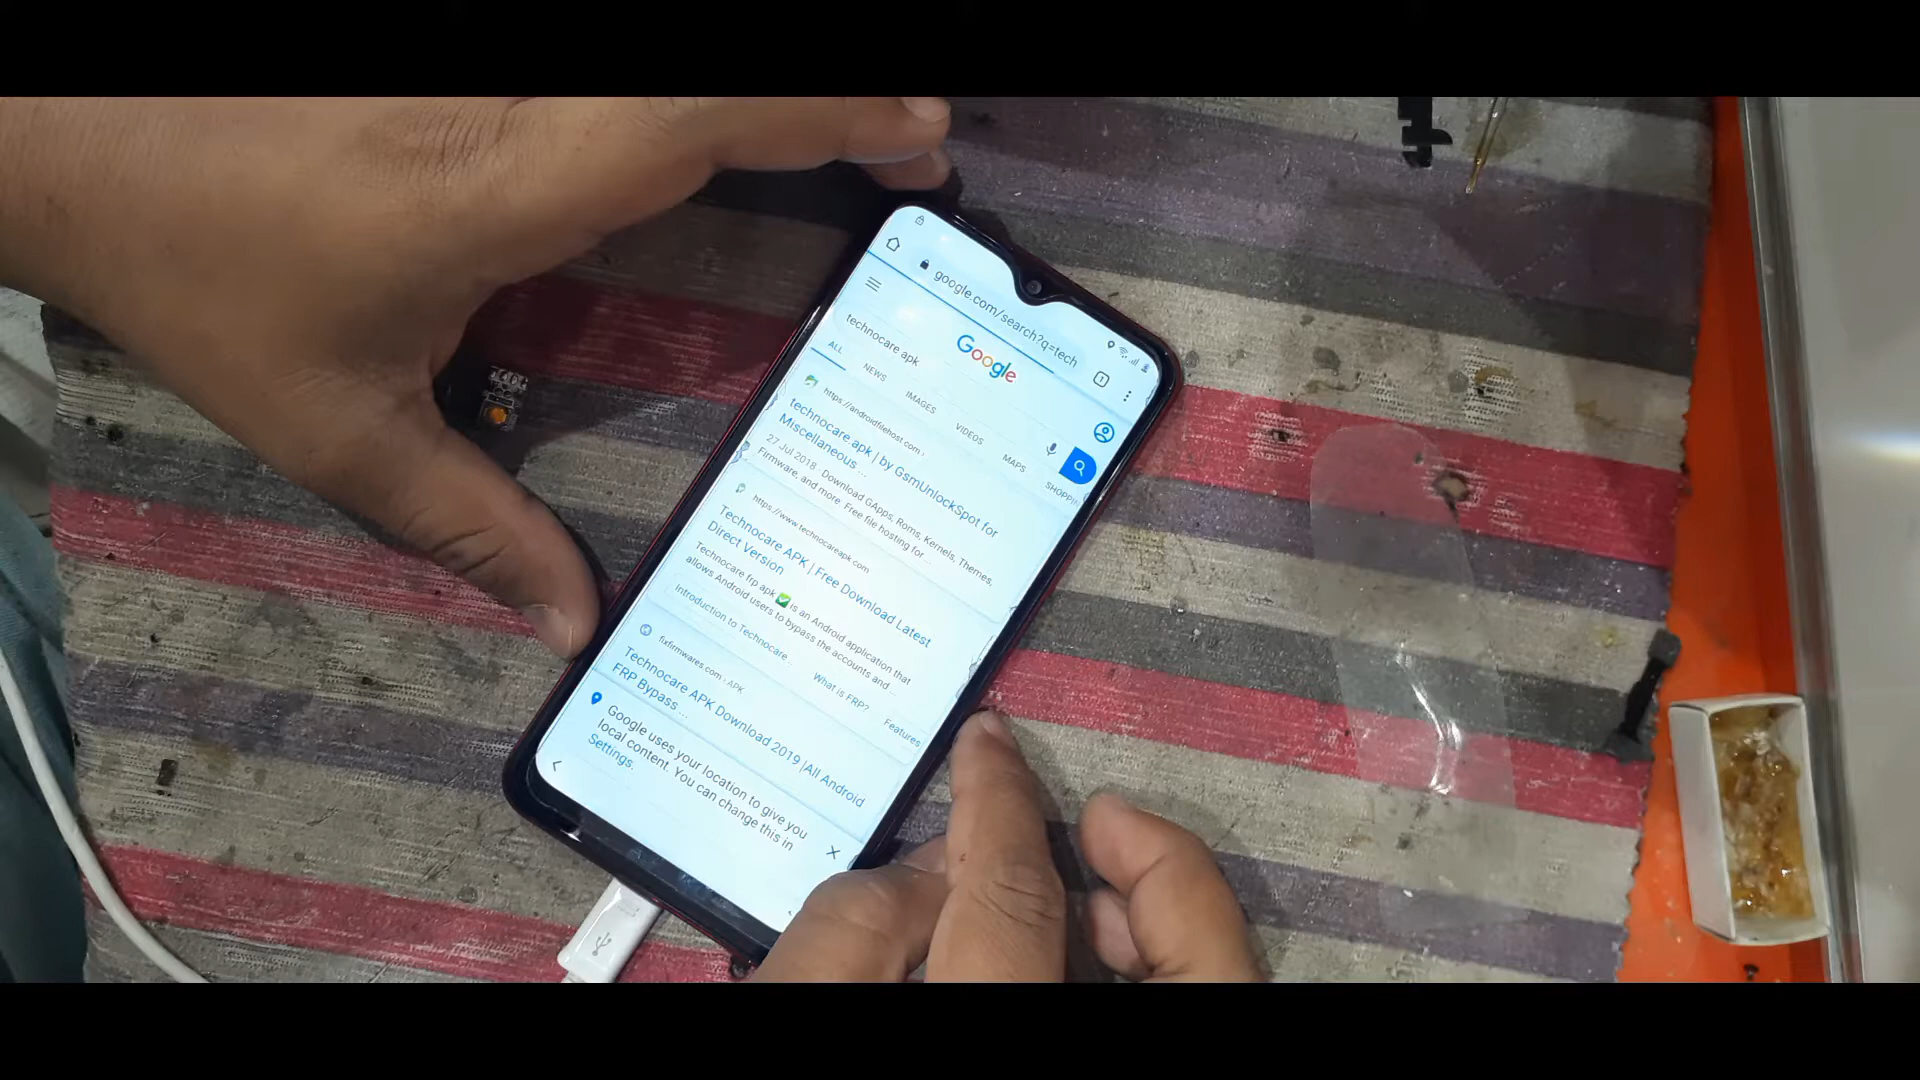 google.com/search?q=tech
1
Google
technocare apk
ALL
NEWS
IMAGES
VIDEOS
MAPS
SHOPPIN
https://androidfilehost.com ›
technocare apk | by GsmUnlockSpot for
Miscellaneous ...
27 Jul 2018 · Download GApps, Roms, Kernels, Themes,
Firmware, and more. Free file hosting for ...
https://www.technocareapk.com
Technocare APK | Free Download Latest
Direct Version
Technocare frp apk ✅ is an Android application that
allows Android users to bypass the accounts and ...
Introduction to Technocare...
What is FRP?
Features
fixfirmwares.com › APK
Technocare APK Download 2019 |All Android
FRP Bypass ...
Google uses your location to give you
local content. You can change this in
Settings.